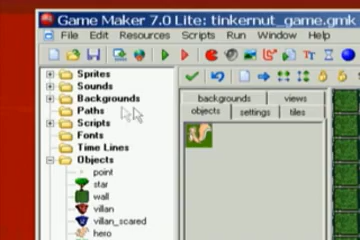 Game Maker 7.0 Lite: tinkernut_game.gmk
File Edit Resources Scripts Run Window Help
Sprites
Sounds
Backgrounds
Paths
Scripts
Fonts
Time Lines
Objects
point
star
wall
villan
villan_scared
hero
backgrounds views
objects settings tiles